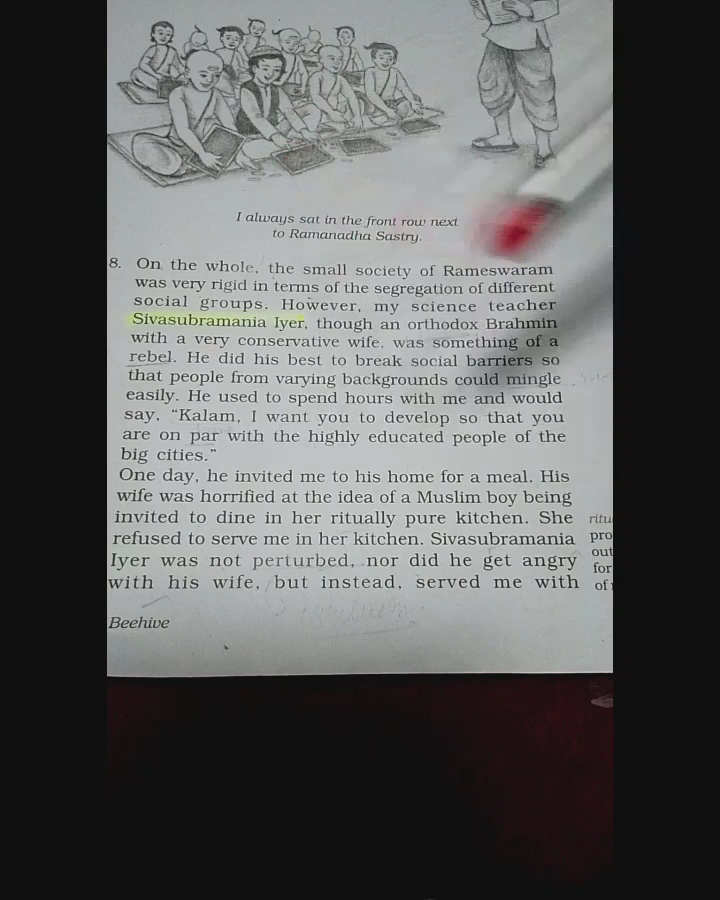 I always sat in the front row next
to Ramanadha Sastry.
8. On the whole, the small society of Rameswaram
was very rigid in terms of the segregation of different
social groups. However, my science teacher
Sivasubramania Iyer, though an orthodox Brahmin
with a very conservative wife, was something of a
rebel. He did his best to break social barriers so
that people from varying backgrounds could mingle
easily. He used to spend hours with me and would
say, “Kalam, I want you to develop so that you
are on par with the highly educated people of the
big cities.”
One day, he invited me to his home for a meal. His
wife was horrified at the idea of a Muslim boy being
invited to dine in her ritually pure kitchen. She
refused to serve me in her kitchen. Sivasubramania
Iyer was not perturbed, nor did he get angry
with his wife, but instead, served me with
ritu
pro
out
for
of
Beehive